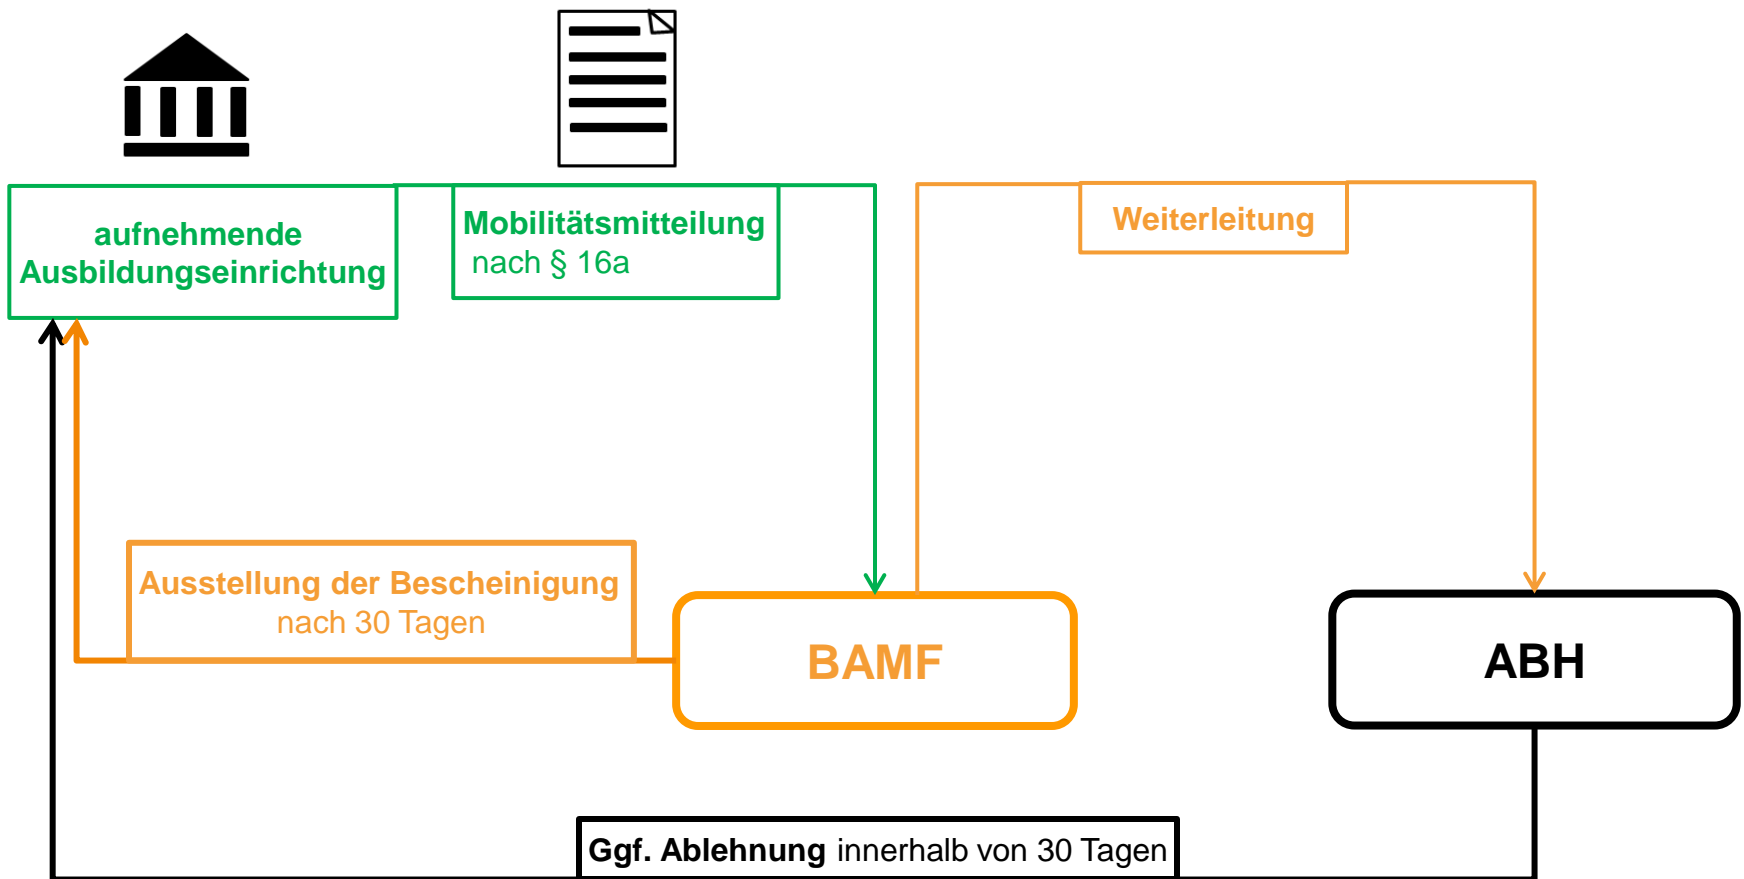 aufnehmende
Ausbildungseinrichtung
Mobilitätsmitteilung
nach § 16a
Weiterleitung
Ausstellung der Bescheinigung
nach 30 Tagen
BAMF
ABH
Ggf. Ablehnung innerhalb von 30 Tagen